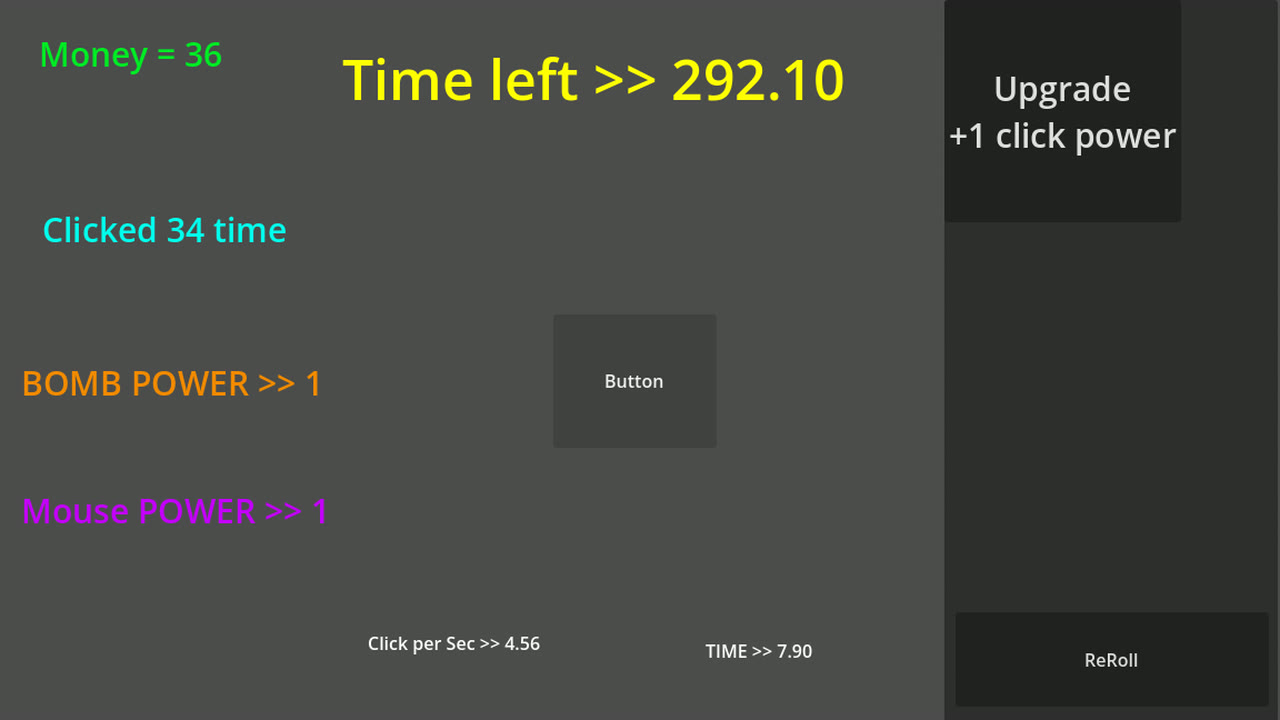 Money = 36
Time left >> 292.10
Upgrade
+1 click power
Clicked 34 time
BOMB POWER >> 1
Button
Mouse POWER >> 1
Click per Sec >> 4.56
TIME >> 7.90
ReRoll